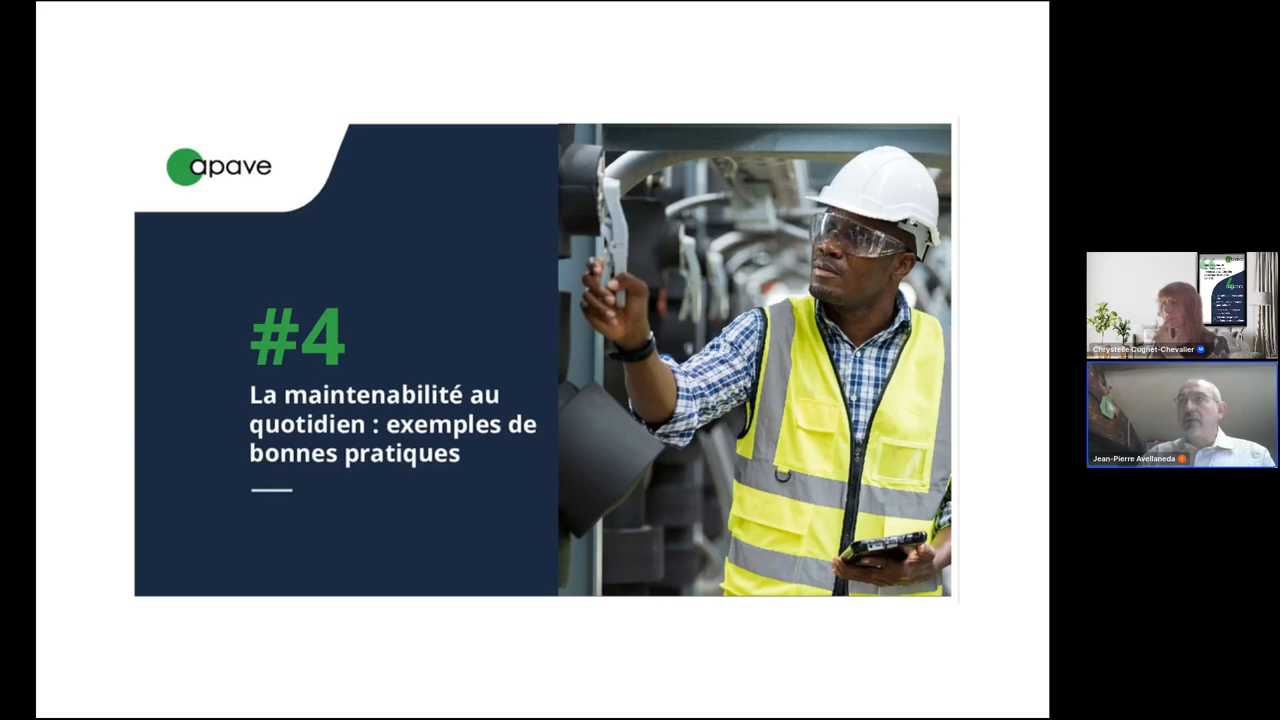 apave
#4
La maintenabilité au
quotidien : exemples de
bonnes pratiques
Chrystelle Cugnet-Chevalier
Jean-Pierre Avellaneda